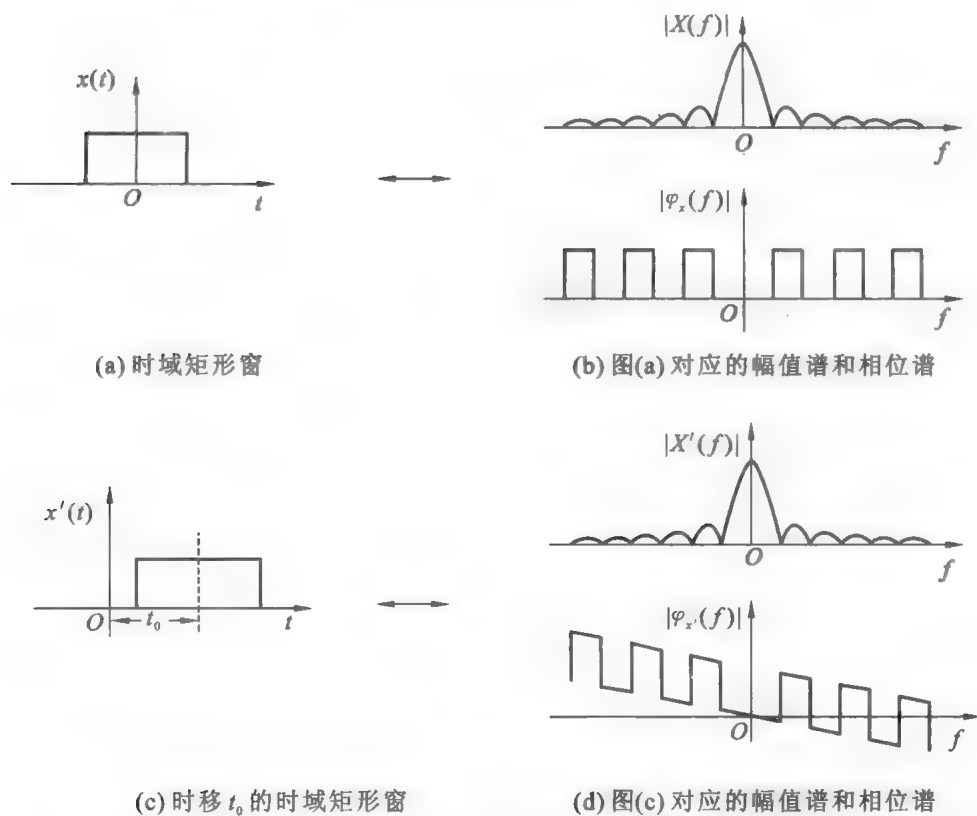 |X(f)|
x(t)
O
t
O
f
|φₓ(f)|
O
f
(a) 时域矩形窗
(b) 图(a) 对应的幅值谱和相位谱
|X'(f)|
x'(t)
O
t₀
t
O
f
|φₓ'(f)|
O
f
(c) 时移 t₀ 的时域矩形窗
(d) 图(c) 对应的幅值谱和相位谱